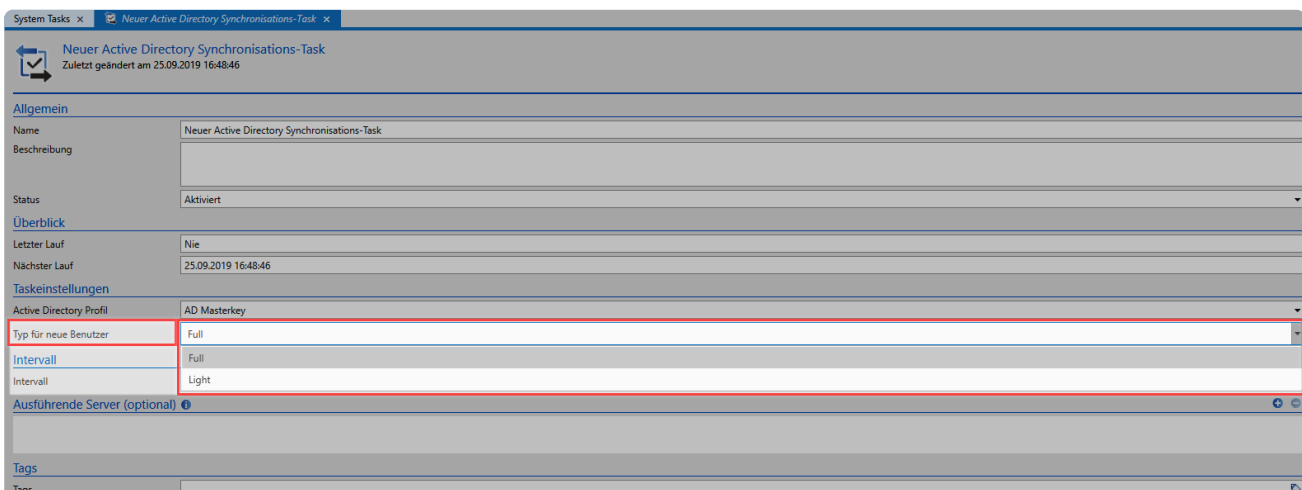 System Tasks × Neuer Active Directory Synchronisations-Task ×
Neuer Active Directory Synchronisations-Task
Zuletzt geändert am 25.09.2019 16:48:46
Allgemein
Name Neuer Active Directory Synchronisations-Task
Beschreibung
Status Aktiviert
Überblick
Letzter Lauf Nie
Nächster Lauf 25.09.2019 16:48:46
Taskeinstellungen
Active Directory Profil AD Masterkey
Typ für neue Benutzer Full
Intervall Full
Intervall Light
Ausführende Server (optional)
Tags
Tags